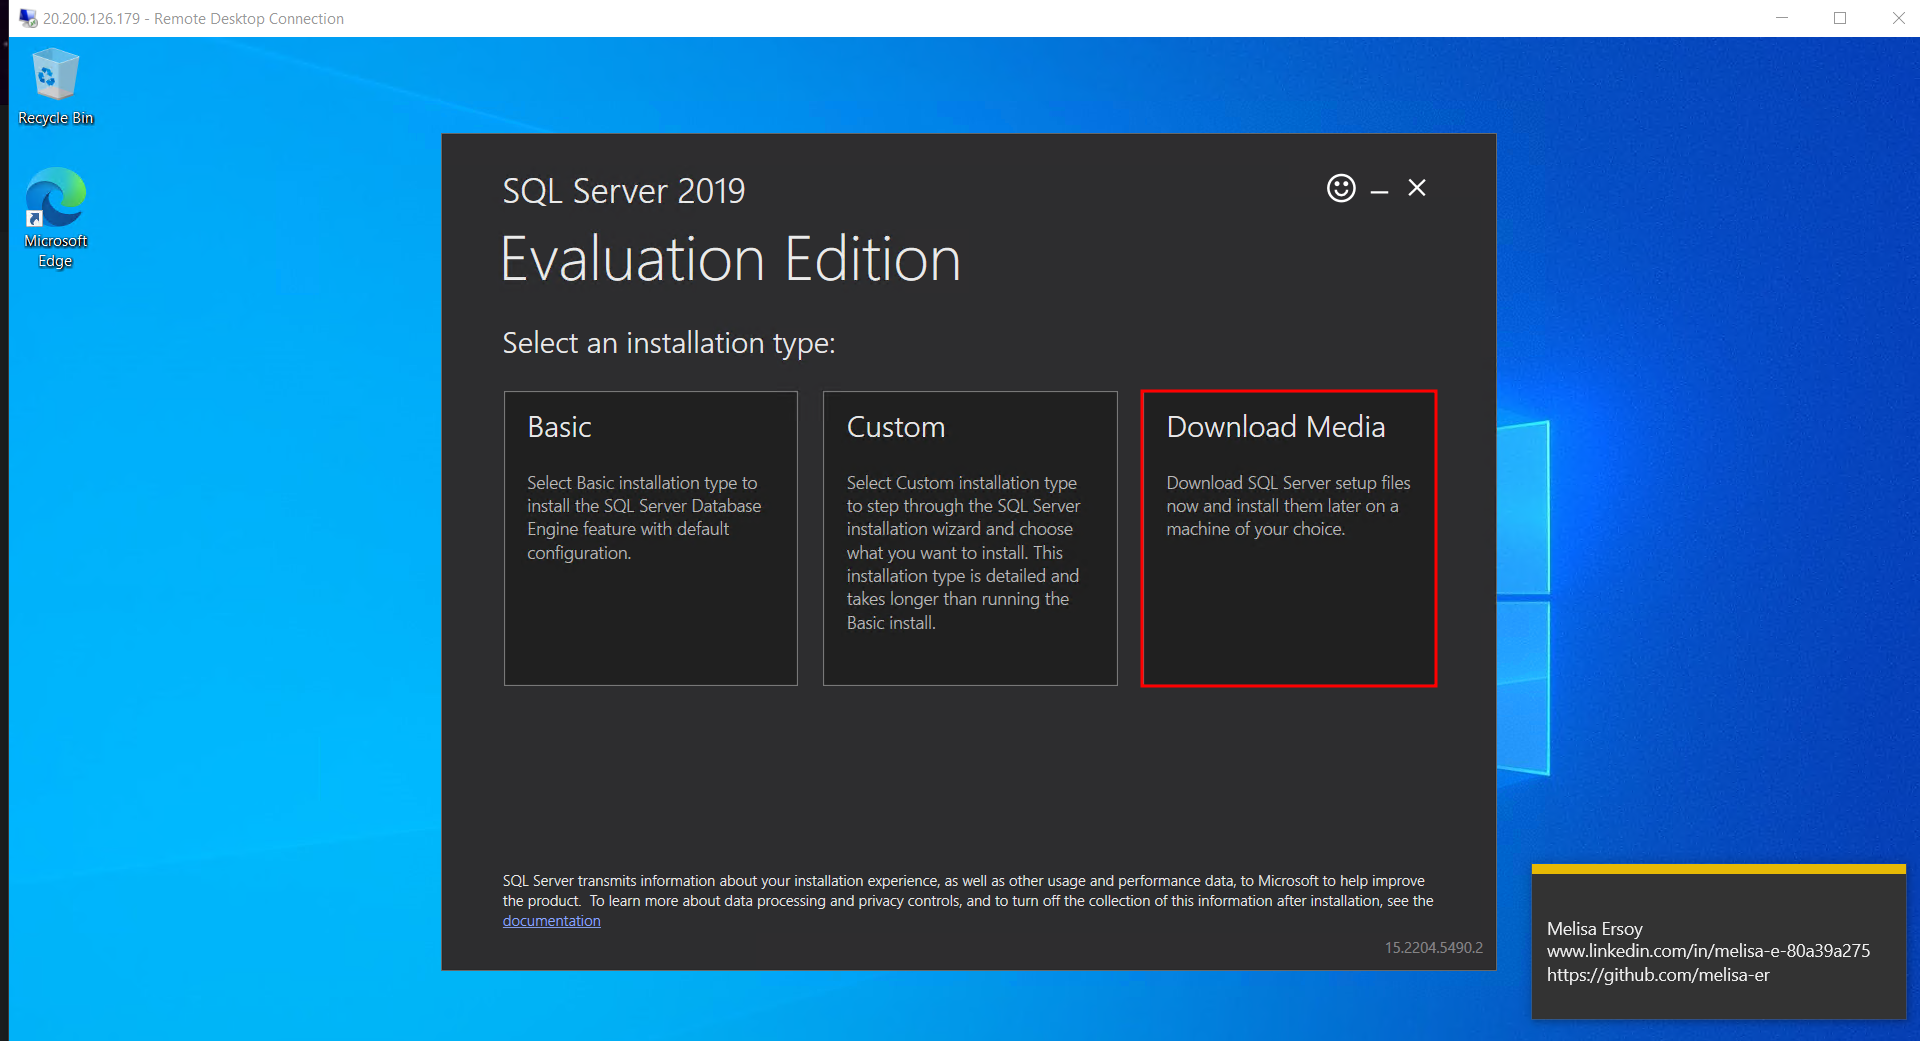 20.200.126.179 - Remote Desktop Connection
Recycle Bin
Microsoft
Edge
SQL Server 2019
Evaluation Edition
Select an installation type:
Basic
Select Basic installation type to
install the SQL Server Database
Engine feature with default
configuration.
Custom
Select Custom installation type
to step through the SQL Server
installation wizard and choose
what you want to install. This
installation type is detailed and
takes longer than running the
Basic install.
Download Media
Download SQL Server setup files
now and install them later on a
machine of your choice.
SQL Server transmits information about your installation experience, as well as other usage and performance data, to Microsoft to help improve
the product.  To learn more about data processing and privacy controls, and to turn off the collection of this information after installation, see the
documentation
15.2204.5490.2
Melisa Ersoy
www.linkedin.com/in/melisa-e-80a39a275
https://github.com/melisa-er